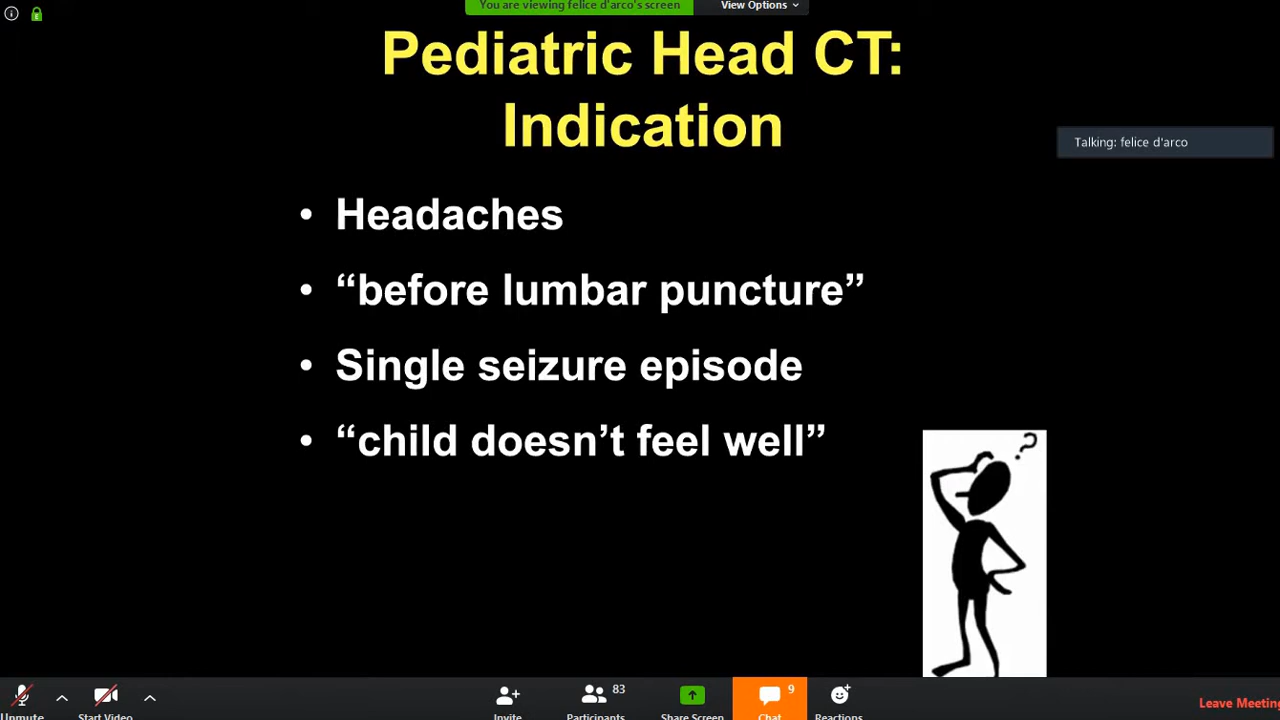 You are viewing felice d'arco's screen
View Options
Pediatric Head CT:
Indication
Talking: felice d'arco
• Headaches
• “before lumbar puncture”
• Single seizure episode
• “child doesn’t feel well”
?
E
83
9
Unmute
Start Video
Invite
Participants
Share Screen
Chat
Reactions
Leave Meeting